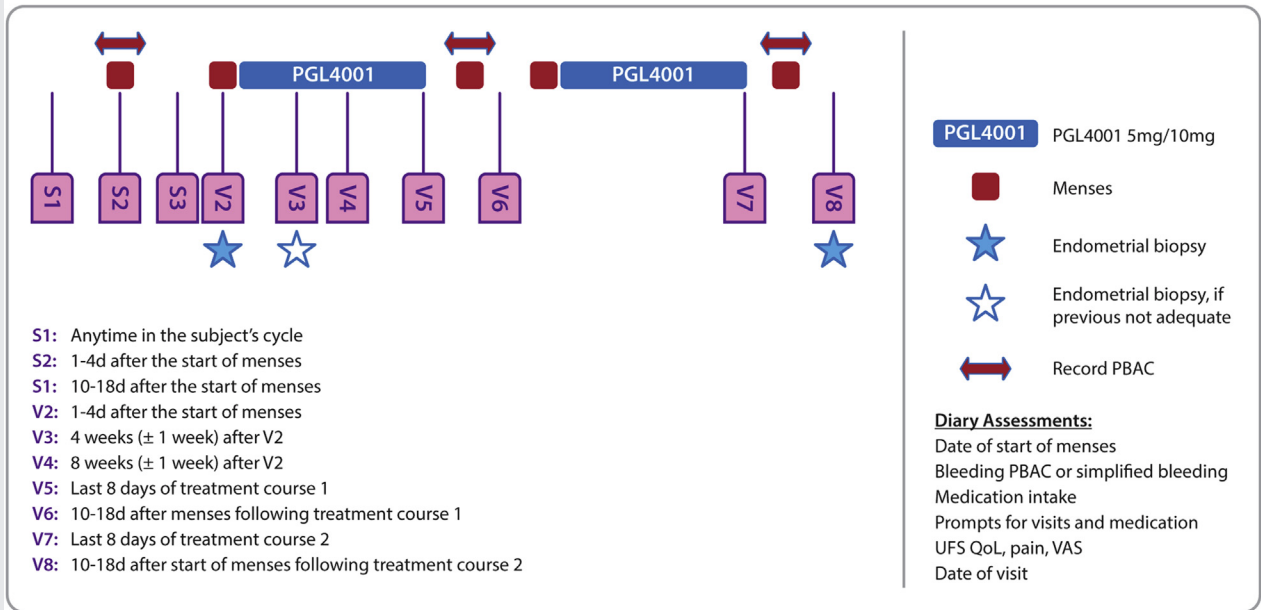 PGL4001
PGL4001
S1
S2
S3
V2
V3
V4
V5
V6
V7
V8
S1: Anytime in the subject's cycle
S2: 1-4d after the start of menses
S1: 10-18d after the start of menses
V2: 1-4d after the start of menses
V3: 4 weeks (± 1 week) after V2
V4: 8 weeks (± 1 week) after V2
V5: Last 8 days of treatment course 1
V6: 10-18d after menses following treatment course 1
V7: Last 8 days of treatment course 2
V8: 10-18d after start of menses following treatment course 2
PGL4001 PGL4001 5mg/10mg
Menses
Endometrial biopsy
Endometrial biopsy, if
previous not adequate
Record PBAC
Diary Assessments:
Date of start of menses
Bleeding PBAC or simplified bleeding
Medication intake
Prompts for visits and medication
UFS QoL, pain, VAS
Date of visit